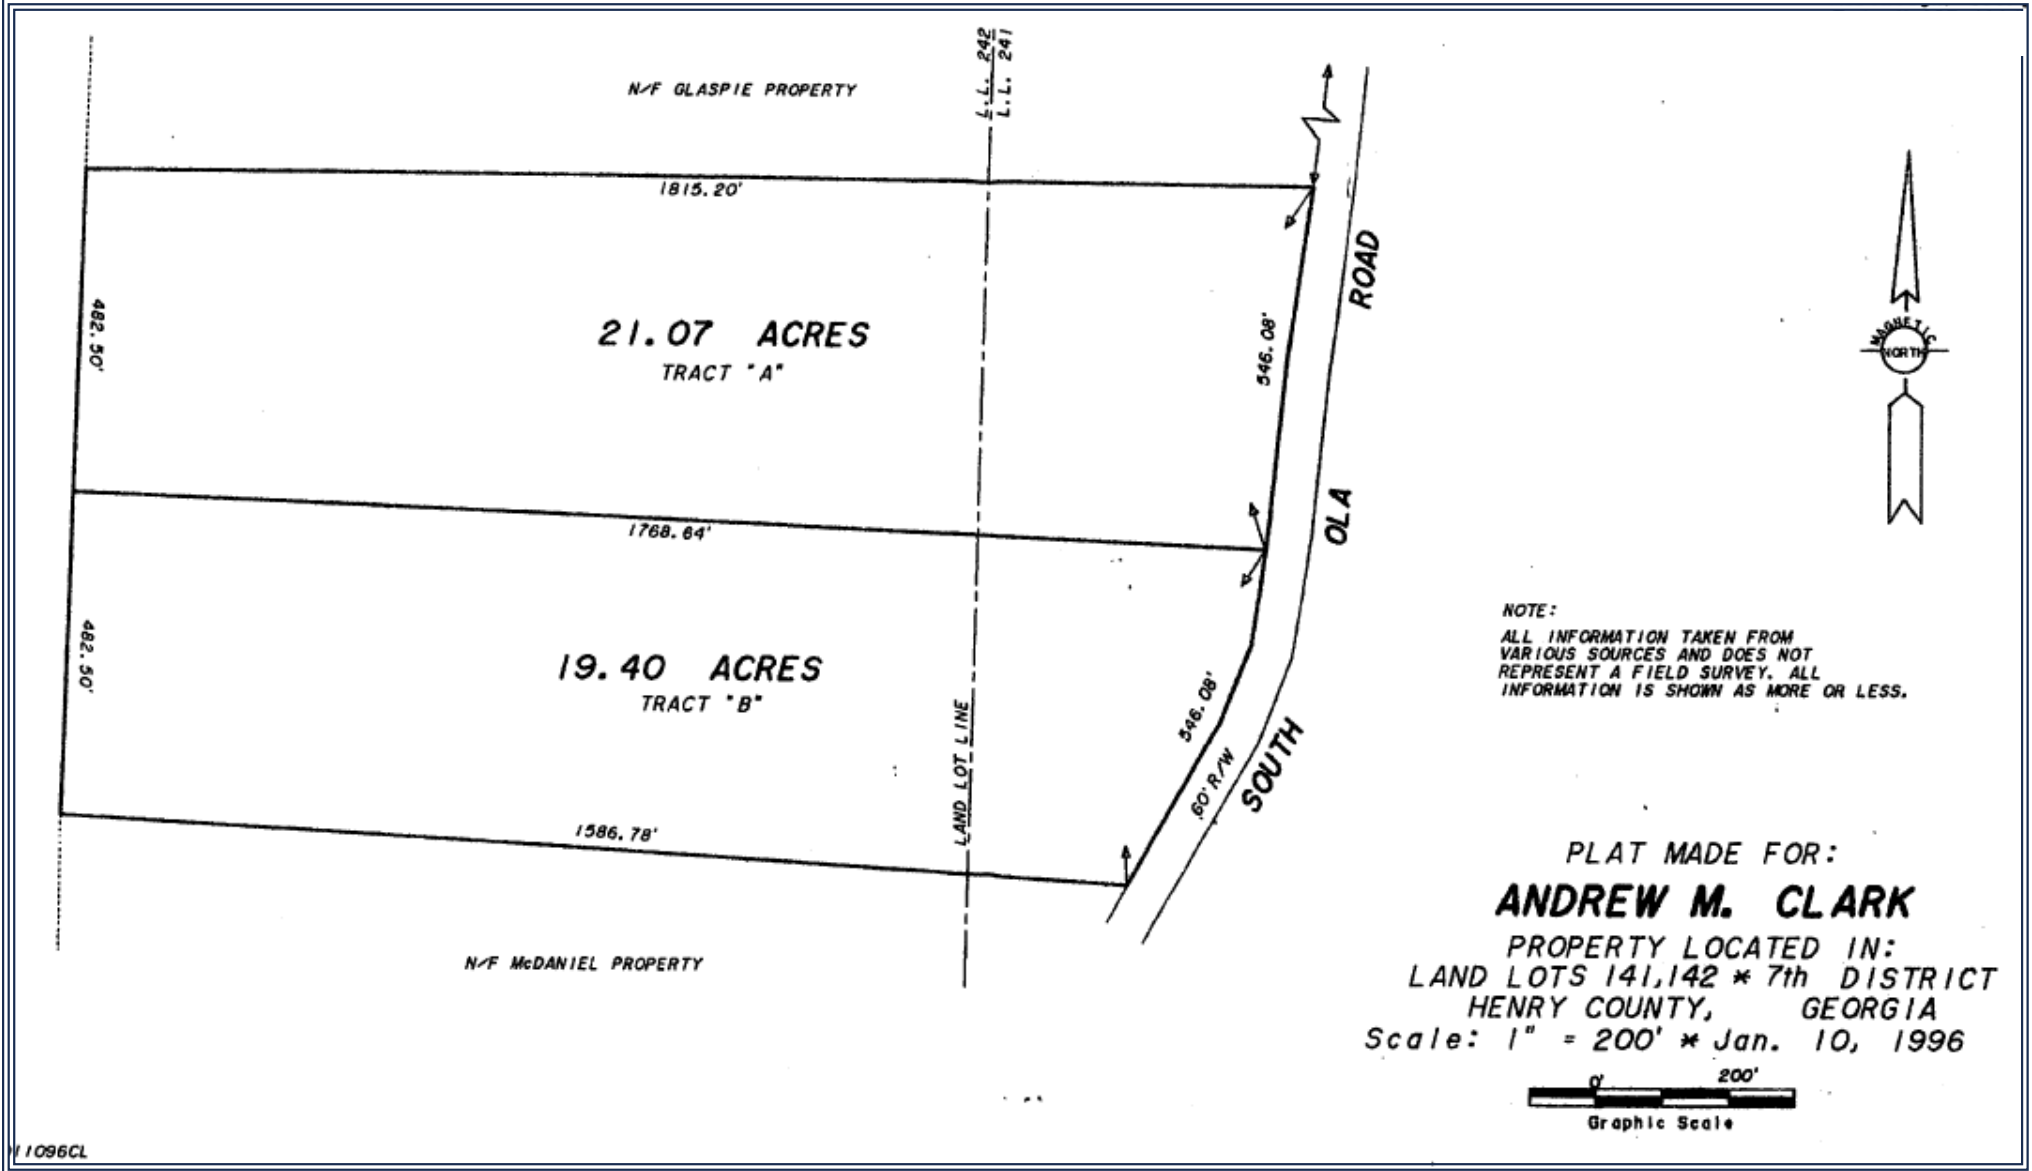 L.L. 242
L.L. 241
N/F GLASPIE PROPERTY
1815.20'
482.50'
21.07 ACRES
TRACT "A"
546.08'
ROAD
MAGNETIC
NORTH
OLA
1768.64'
482.50'
19.40 ACRES
TRACT "B"
LAND LOT LINE
546.08'
60' R/W
SOUTH
1586.78'
N/F McDANIEL PROPERTY
NOTE:
ALL INFORMATION TAKEN FROM
VARIOUS SOURCES AND DOES NOT
REPRESENT A FIELD SURVEY. ALL
INFORMATION IS SHOWN AS MORE OR LESS.
PLAT MADE FOR:
ANDREW M. CLARK
PROPERTY LOCATED IN:
LAND LOTS 141,142 * 7th DISTRICT
HENRY COUNTY, GEORGIA
Scale: 1" = 200' * Jan. 10, 1996
0' 200'
Graphic Scale
011096CL